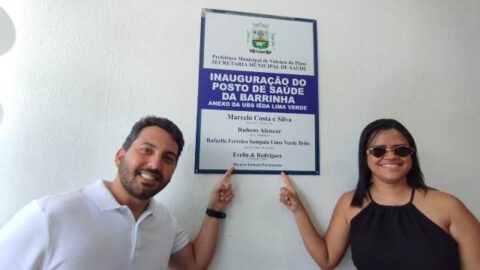 Prefeitura Municipal de Valença do Piauí
SECRETARIA MUNICIPAL DE SAÚDE
INAUGURAÇÃO DO
POSTO DE SAÚDE
DA BARRINHA
ANEXO DA UBS IÊDA LIMA VERDE
Marcelo Costa e Silva
Rubens Alencar
Rafaella Ferreira Sampaio Lima Verde Brito
Evelin & Rodrigues